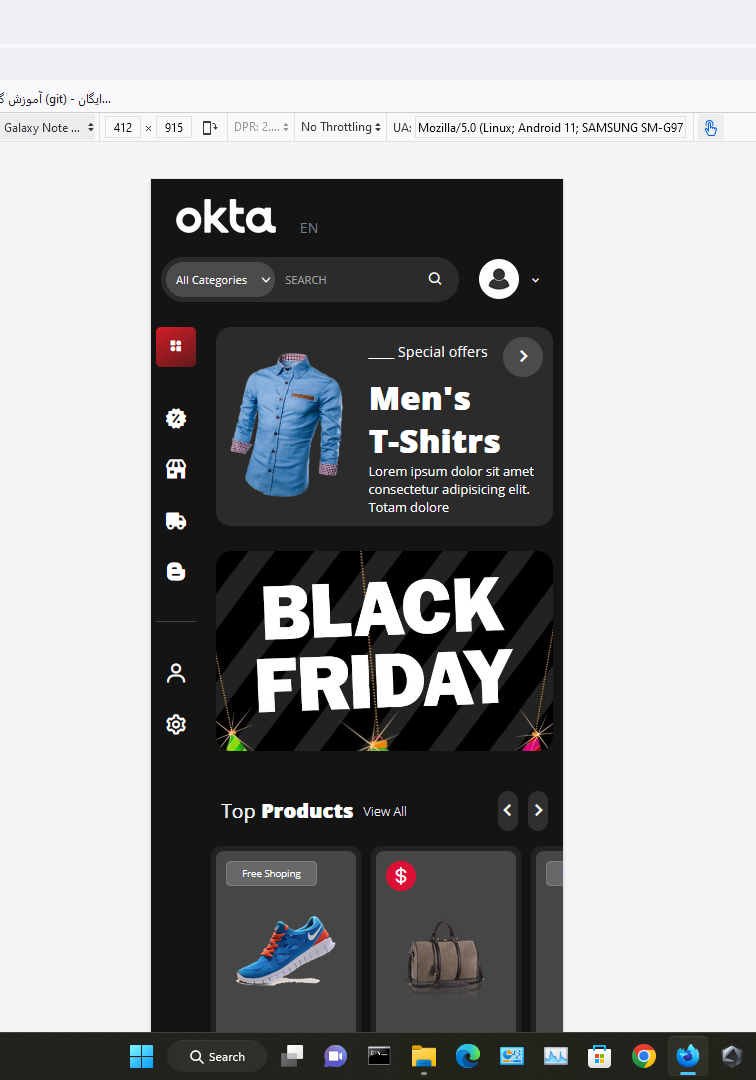 آموزش گ (git) - ایگان...
Galaxy Note ... 412 × 915 DPR: 2.... No Throttling UA: Mozilla/5.0 (Linux; Android 11; SAMSUNG SM-G97
okta EN
All Categories SEARCH
____ Special offers
Men's
T-Shitrs
Lorem ipsum dolor sit amet
consectetur adipisicing elit.
Totam dolore
BLACK
FRIDAY
Top Products View All
Free Shoping
$
Search